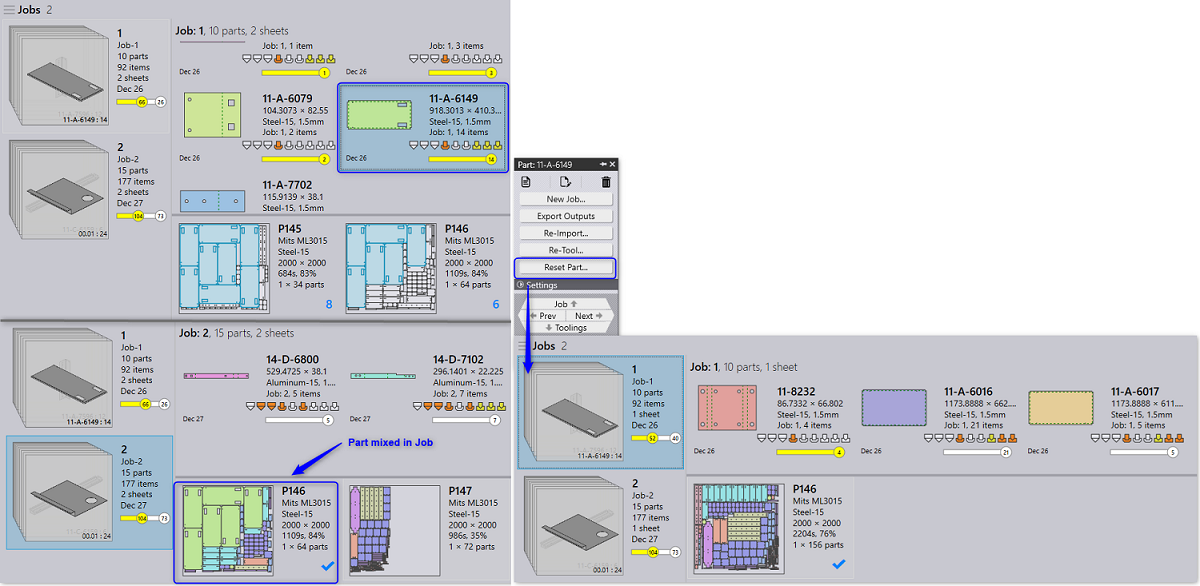 Jobs 2
1
Job-1
10 parts
92 items
2 sheets
Dec 26
66 26
11-A-6149 : 14
2
Job-2
15 parts
177 items
2 sheets
Dec 27
104 73
00.01 : 24
Job: 1, 10 parts, 2 sheets
Job: 1, 1 item
Dec 26
1
Job: 1, 3 items
Dec 26
3
11-A-6079
104.3073 × 82.55
Steel-15, 1.5mm
Job: 1, 2 items
Dec 26
2
11-A-6149
918.3013 × 410.3...
Steel-15, 1.5mm
Job: 1, 14 items
Dec 26
14
11-A-7702
115.9139 × 38.1
Steel-15, 1.5mm
P145
Mits ML3015
Steel-15
2000 × 2000
684s, 83%
1 × 34 parts
8
P146
Mits ML3015
Steel-15
2000 × 2000
1109s, 84%
1 × 64 parts
6
1
Job-1
10 parts
92 items
2 sheets
Dec 26
66 26
11-A-6149 : 14
2
Job-2
15 parts
177 items
2 sheets
Dec 27
104 73
00.01 : 24
Job: 2, 15 parts, 2 sheets
14-D-6800
529.4725 × 38.1
Aluminum-15, 1....
Job: 2, 5 items
Dec 27
5
14-D-7102
296.1401 × 22.225
Aluminum-15, 1....
Job: 2, 7 items
Dec 27
7
Part mixed in Job
P146
Mits ML3015
Steel-15
2000 × 2000
1109s, 84%
1 × 64 parts
P147
Mits ML3015
Steel-15
2000 × 2000
986s, 35%
1 × 72 parts
Part: 11-A-6149
New Job...
Export Outputs
Re-Import...
Re-Tool...
Reset Part...
Settings
Job
Prev Next
Toolings
Jobs 2
1
Job-1
10 parts
92 items
1 sheet
Dec 26
52 40
11-A-6149 : 14
2
Job-2
15 parts
177 items
1 sheet
Dec 27
104 73
00.01 : 24
Job: 1, 10 parts, 1 sheet
11-8232
86.7332 × 66.802
Steel-15, 1.5mm
Job: 1, 4 items
Dec 26
4
11-A-6016
1173.8888 × 662....
Steel-15, 1.5mm
Job: 1, 21 items
Dec 26
21
11-A-6017
1173.8888 × 611....
Steel-15, 1.5mm
Job: 1, 5 items
Dec 26
5
P146
Mits ML3015
Steel-15
2000 × 2000
2204s, 76%
1 × 156 parts